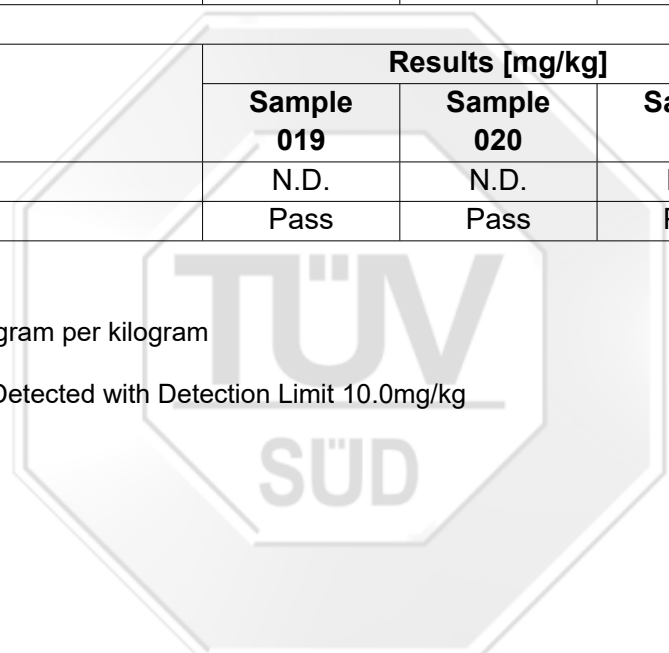 Results [mg/kg]
Sample Sample
019 020
N.D. N.D.
Pass Pass
TÜV
gram per kilogram
Detected with Detection Limit 10.0mg/kg
SÜD